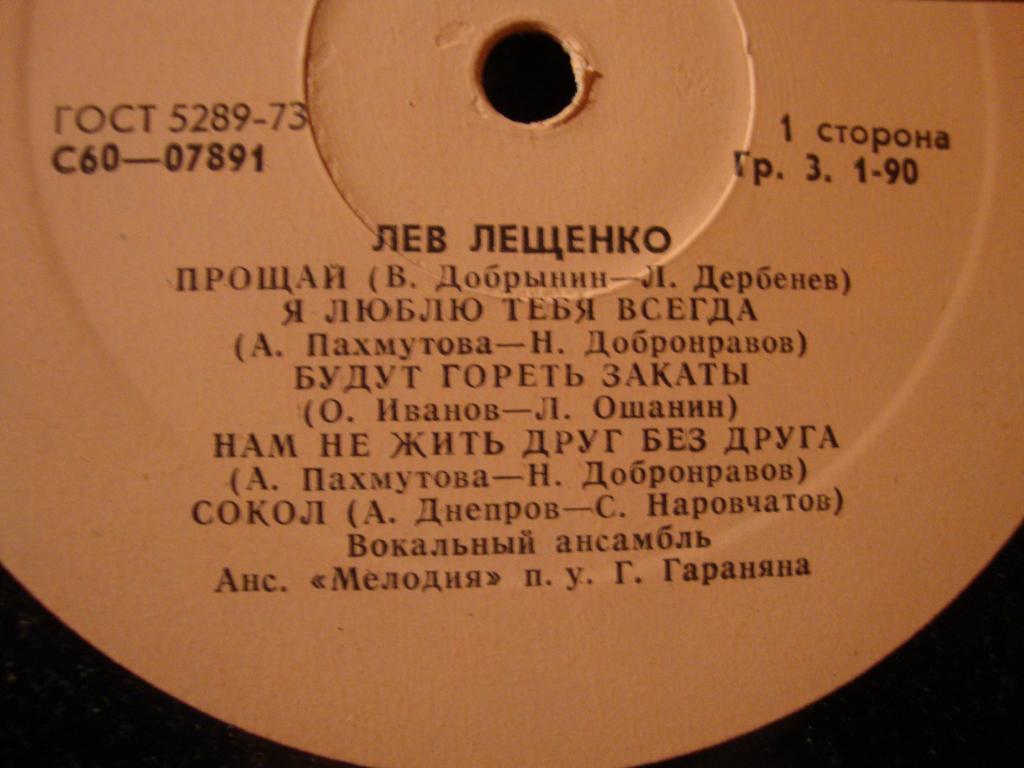 ГОСТ 5289-73
С60—07891
1 сторона
Гр. 3. 1-90
ЛЕВ ЛЕЩЕНКО
ПРОЩАЙ (В. Добрынин—Л. Дербенев)
Я ЛЮБЛЮ ТЕБЯ ВСЕГДА
(А. Пахмутова—Н. Добронравов)
БУДУТ ГОРЕТЬ ЗАКАТЫ
(О. Иванов—Л. Ошанин)
НАМ НЕ ЖИТЬ ДРУГ БЕЗ ДРУГА
(А. Пахмутова—Н. Добронравов)
СОКОЛ (А. Днепров—С. Наровчатов)
Вокальный ансамбль
Анс. «Мелодия» п. у. Г. Гараняна